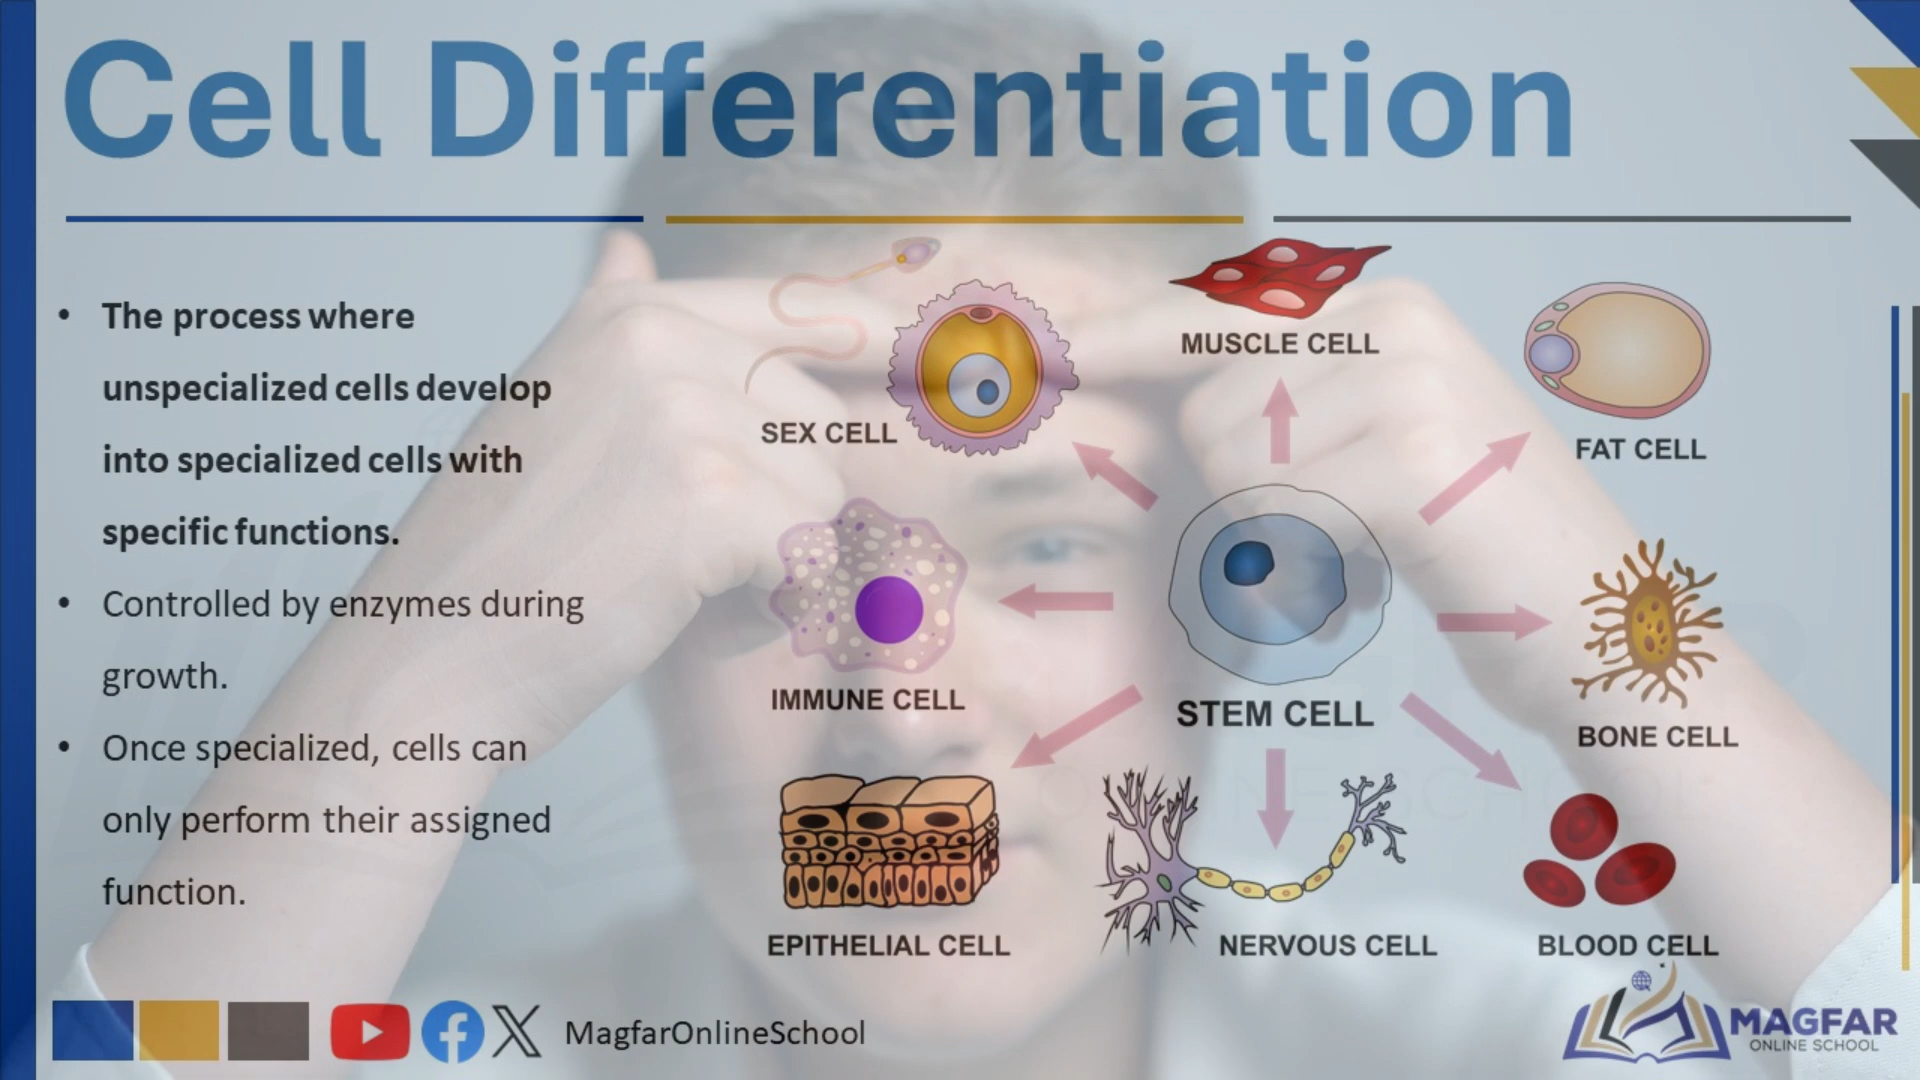 Cell Differentiation
• The process where
unspecialized cells develop
into specialized cells with
specific functions.
• Controlled by enzymes during
growth.
• Once specialized, cells can
only perform their assigned
function.
SEX CELL
MUSCLE CELL
FAT CELL
IMMUNE CELL
STEM CELL
BONE CELL
EPITHELIAL CELL
NERVOUS CELL
BLOOD CELL
MagfarOnlineSchool
MAGFAR
ONLINE SCHOOL